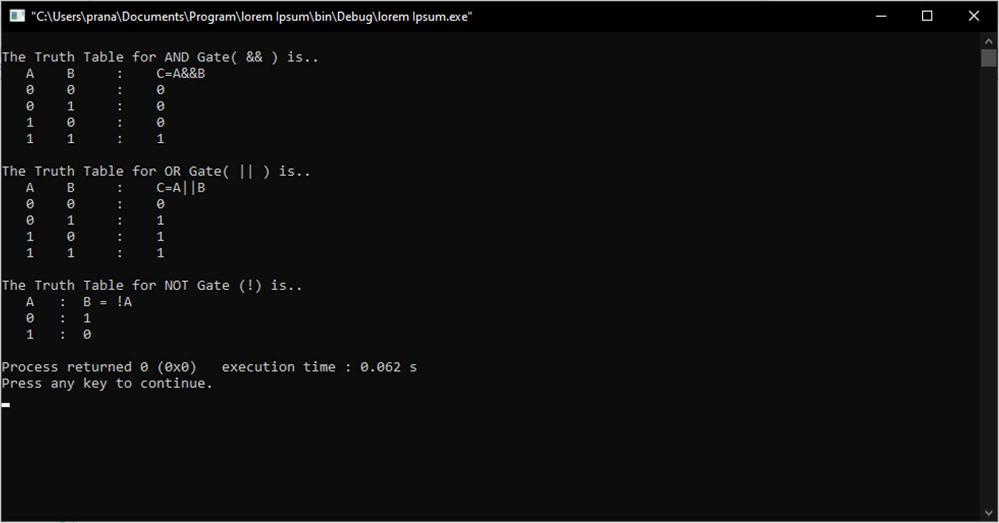 "C:\Users\prana\Documents\Program\lorem Ipsum\bin\Debug\lorem Ipsum.exe"
The Truth Table for AND Gate( && ) is..
A B : C=A&&B
0 0 : 0
0 1 : 0
1 0 : 0
1 1 : 1
The Truth Table for OR Gate( || ) is..
A B : C=A||B
0 0 : 0
0 1 : 1
1 0 : 1
1 1 : 1
The Truth Table for NOT Gate (!) is..
A : B = !A
0 : 1
1 : 0
Process returned 0 (0x0) execution time : 0.062 s
Press any key to continue.